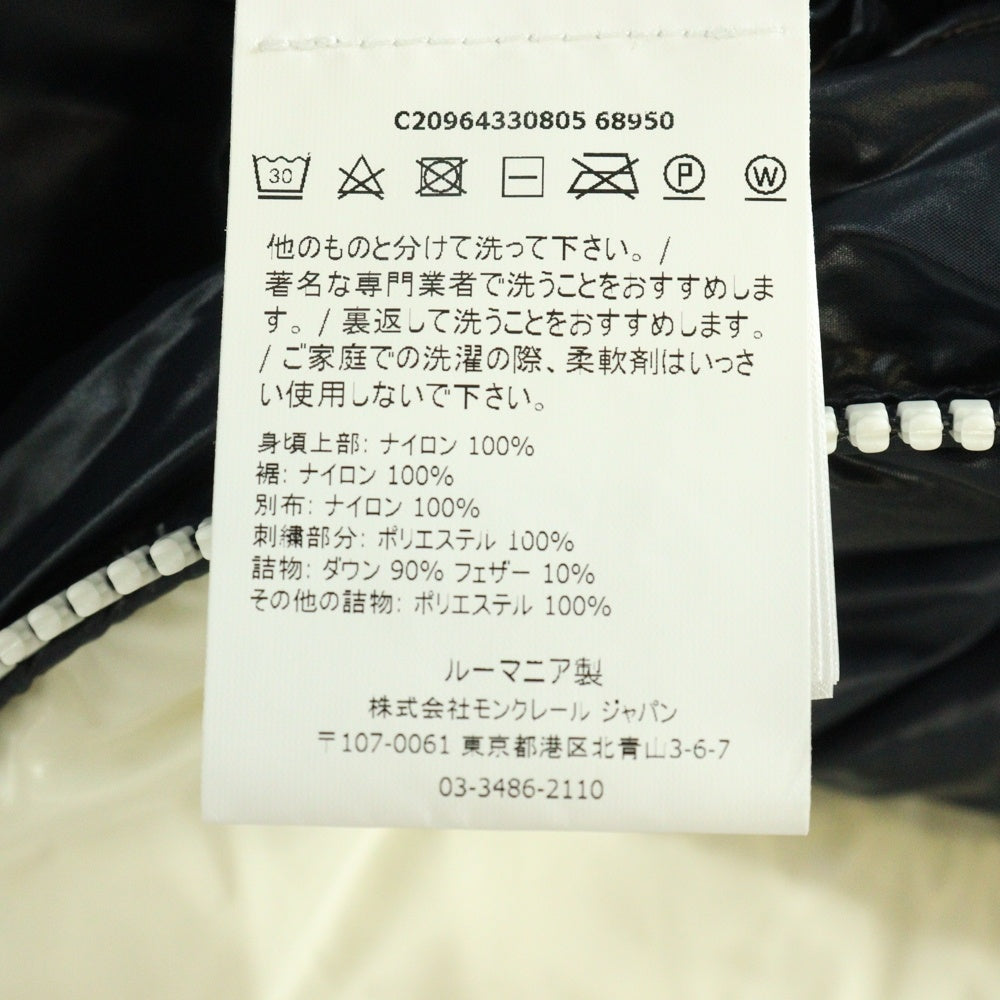 C20964330805 68950
30
P
W
他のものと分けて洗って下さい。/
著名な専門業者で洗うことをおすすめしま
す。/ 裏返して洗うことをおすすめします。
/ ご家庭での洗濯の際、柔軟剤はいっさ
い使用しないで下さい。
身頃上部: ナイロン 100%
裾: ナイロン 100%
別布: ナイロン 100%
刺繍部分: ポリエステル 100%
詰物: ダウン 90% フェザー 10%
その他の詰物: ポリエステル 100%
ルーマニア製
株式会社モンクレール ジャパン
〒107-0061 東京都港区北青山3-6-7
03-3486-2110